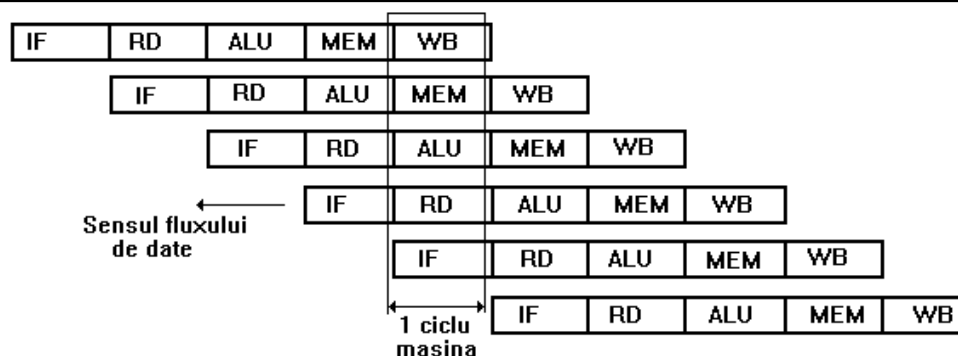 IF RD ALU MEM WB
IF RD ALU MEM WB
IF RD ALU MEM WB
IF RD ALU MEM WB
Sensul fluxului
de date
IF RD ALU MEM WB
IF RD ALU MEM WB
1 ciclu
masina